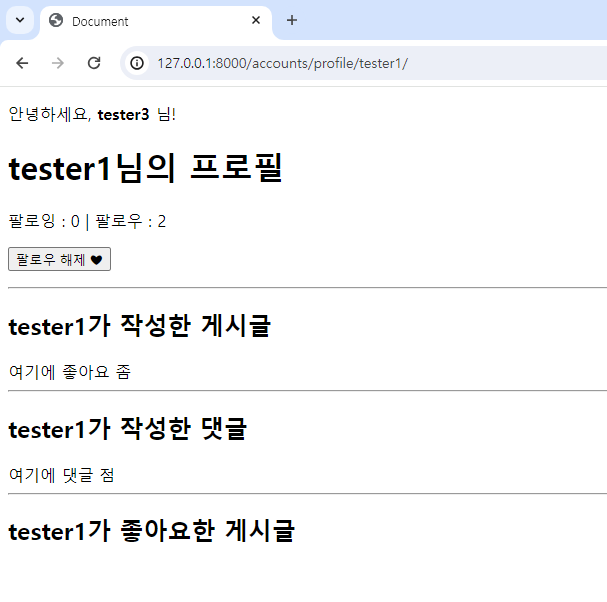 Document
127.0.0.1:8000/accounts/profile/tester1/
안녕하세요, tester3 님!
tester1님의 프로필
팔로잉 : 0 | 팔로우 : 2
팔로우 해제 🖤
tester1가 작성한 게시글
여기에 좋아요 좀
tester1가 작성한 댓글
여기에 댓글 점
tester1가 좋아요한 게시글